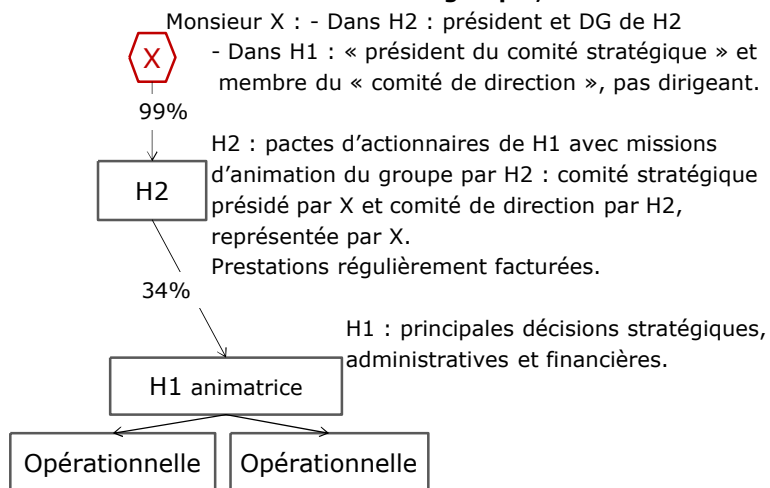 Monsieur X : - Dans H2 : président et DG de H2
- Dans H1 : « président du comité stratégique » et
membre du « comité de direction », pas dirigeant.
X
99%
H2 : pactes d’actionnaires de H1 avec missions
d’animation du groupe par H2 : comité stratégique
présidé par X et comité de direction par H2,
représentée par X.
Prestations régulièrement facturées.
H2
34%
H1 : principales décisions stratégiques,
administratives et financières.
H1 animatrice
Opérationnelle
Opérationnelle